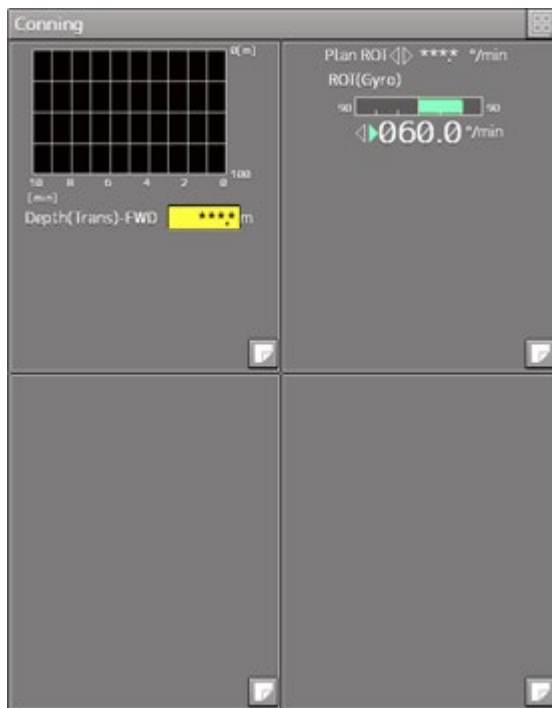 Conning
0[m]
100
10 8 6 4 2 0
[min]
Depth(Trans)-FWD ***.* m
Plan ROT ***.* °/min
ROT(Gyro)
90 90
060.0 °/min